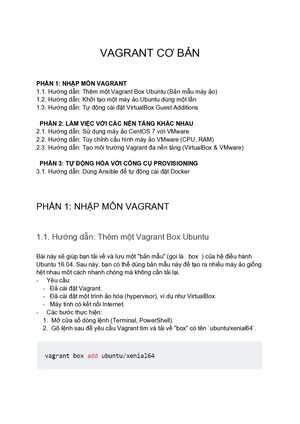 VAGRANT CƠ BẢN
PHẦN 1: NHẬP MÔN VAGRANT
1.1. Hướng dẫn: Thêm một Vagrant Box Ubuntu (Bản mẫu máy ảo)
1.2. Hướng dẫn: Khởi tạo một máy ảo Ubuntu dùng một lần
1.3. Hướng dẫn: Tự động cài đặt VirtualBox Guest Additions
PHẦN 2: LÀM VIỆC VỚI CÁC NỀN TẢNG KHÁC NHAU
2.1. Hướng dẫn: Sử dụng máy ảo CentOS 7 với VMware
2.2. Hướng dẫn: Tùy chỉnh cấu hình máy ảo VMware (CPU, RAM)
2.3. Hướng dẫn: Tạo môi trường Vagrant đa nền tảng (VirtualBox & VMware)
PHẦN 3: TỰ ĐỘNG HÓA VỚI CÔNG CỤ PROVISIONING
3.1. Hướng dẫn: Dùng Ansible để tự động cài đặt Docker
PHẦN 1: NHẬP MÔN VAGRANT
1.1. Hướng dẫn: Thêm một Vagrant Box Ubuntu
Bài này sẽ giúp bạn tải về và lưu một "bản mẫu" (gọi là box ) của hệ điều hành
Ubuntu 16.04. Sau này, bạn có thể dùng bản mẫu này để tạo ra nhiều máy ảo giống
hệt nhau một cách nhanh chóng mà không cần tải lại.
- Yêu cầu:
- Đã cài đặt Vagrant.
- Đã cài đặt một trình ảo hóa (hypervisor), ví dụ như VirtualBox.
- Máy tính có kết nối Internet.
- Các bước thực hiện:
1. Mở cửa sổ dòng lệnh (Terminal, PowerShell).
2. Gõ lệnh sau để yêu cầu Vagrant tìm và tải về "box" có tên `ubuntu/xenial64`.
vagrant box add ubuntu/xenial64